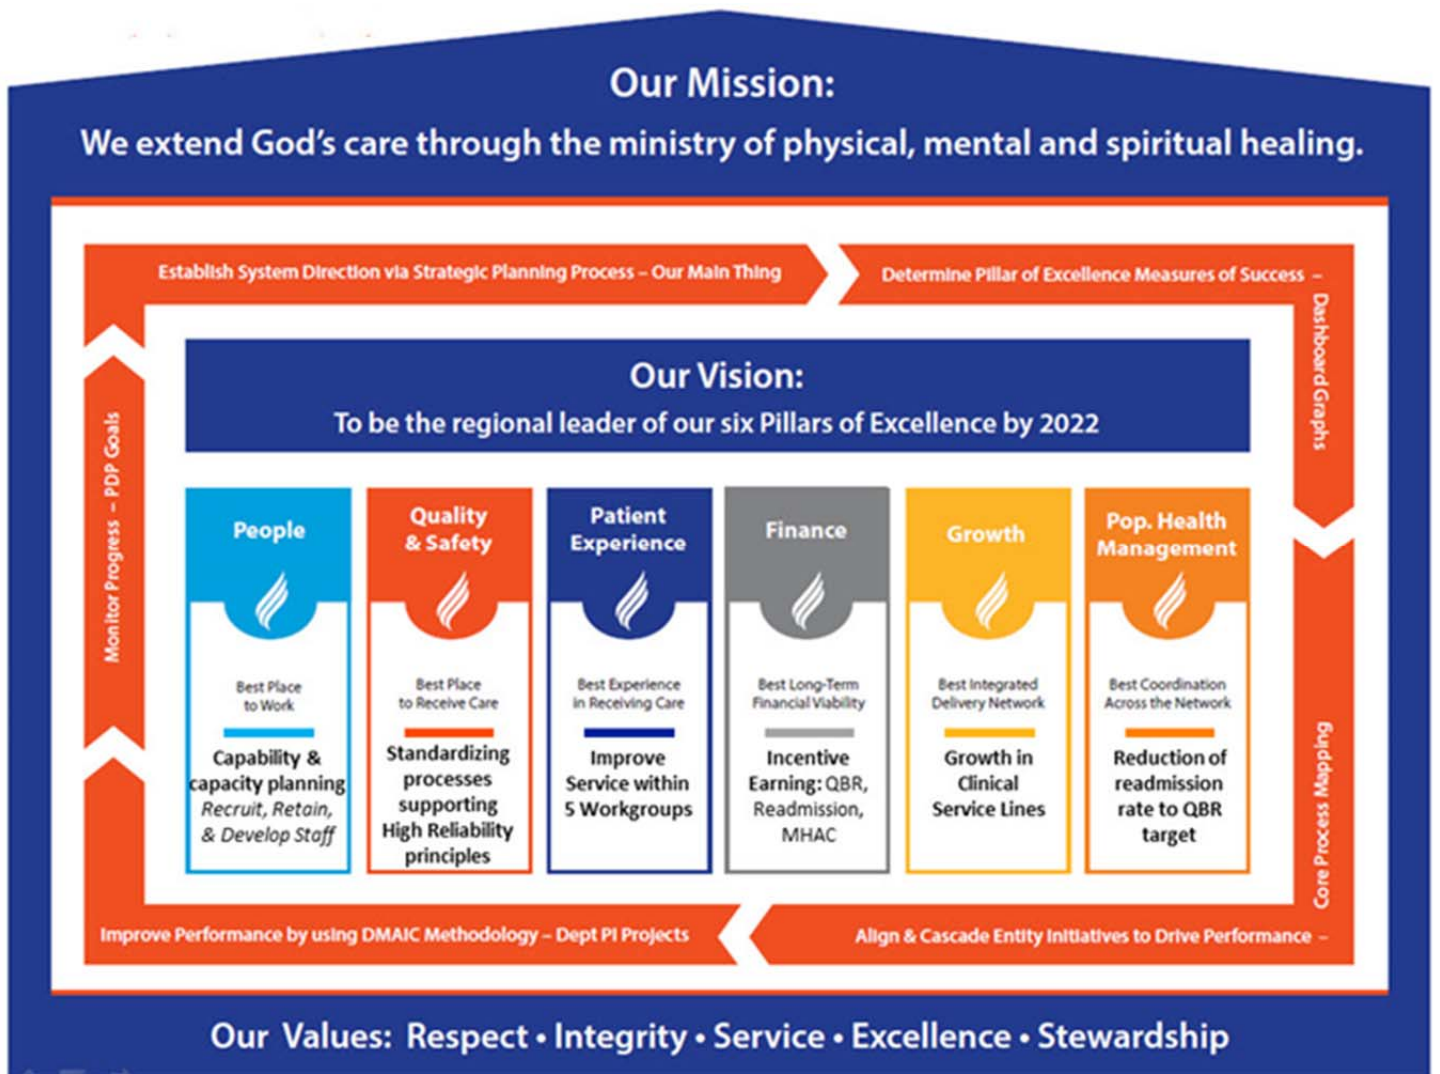 Our Mission:
We extend God's care through the ministry of physical, mental and spiritual healing.
Establish System Direction via Strategic Planning Process – Our Main Thing
Determine Pillar of Excellence Measures of Success –
Dashboard Graphs
Our Vision:
To be the regional leader of our six Pillars of Excellence by 2022
Monitor Progress – PDP Goals
People
Best Place
to Work
Capability &
capacity planning
Recruit, Retain,
& Develop Staff
Quality
& Safety
Best Place
to Receive Care
Standardizing
processes
supporting
High Reliability
principles
Patient
Experience
Best Experience
in Receiving Care
Improve
Service within
5 Workgroups
Finance
Best Long-Term
Financial Viability
Incentive
Earning: QBR,
Readmission,
MHAC
Growth
Best Integrated
Delivery Network
Growth in
Clinical
Service Lines
Pop. Health
Management
Best Coordination
Across the Network
Reduction of
readmission
rate to QBR
target
Core Process Mapping
Align & Cascade Entity Initiatives to Drive Performance –
Improve Performance by using DMAIC Methodology – Dept PI Projects
Our Values: Respect • Integrity • Service • Excellence • Stewardship